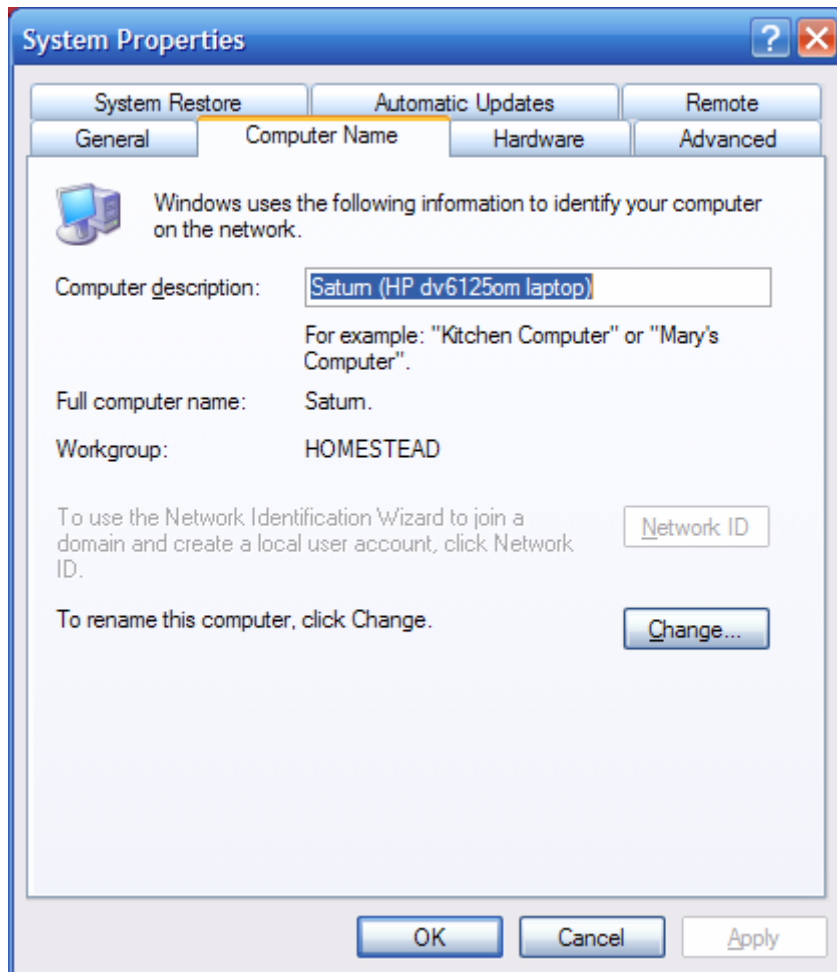 System Properties
System Restore Automatic Updates Remote
General Computer Name Hardware Advanced
Windows uses the following information to identify your computer
on the network.
Computer description: Saturn (HP dv6125om laptop)
For example: "Kitchen Computer" or "Mary's
Computer".
Full computer name: Saturn.
Workgroup: HOMESTEAD
To use the Network Identification Wizard to join a
domain and create a local user account, click Network
ID.
Network ID
To rename this computer, click Change.
Change...
OK Cancel Apply